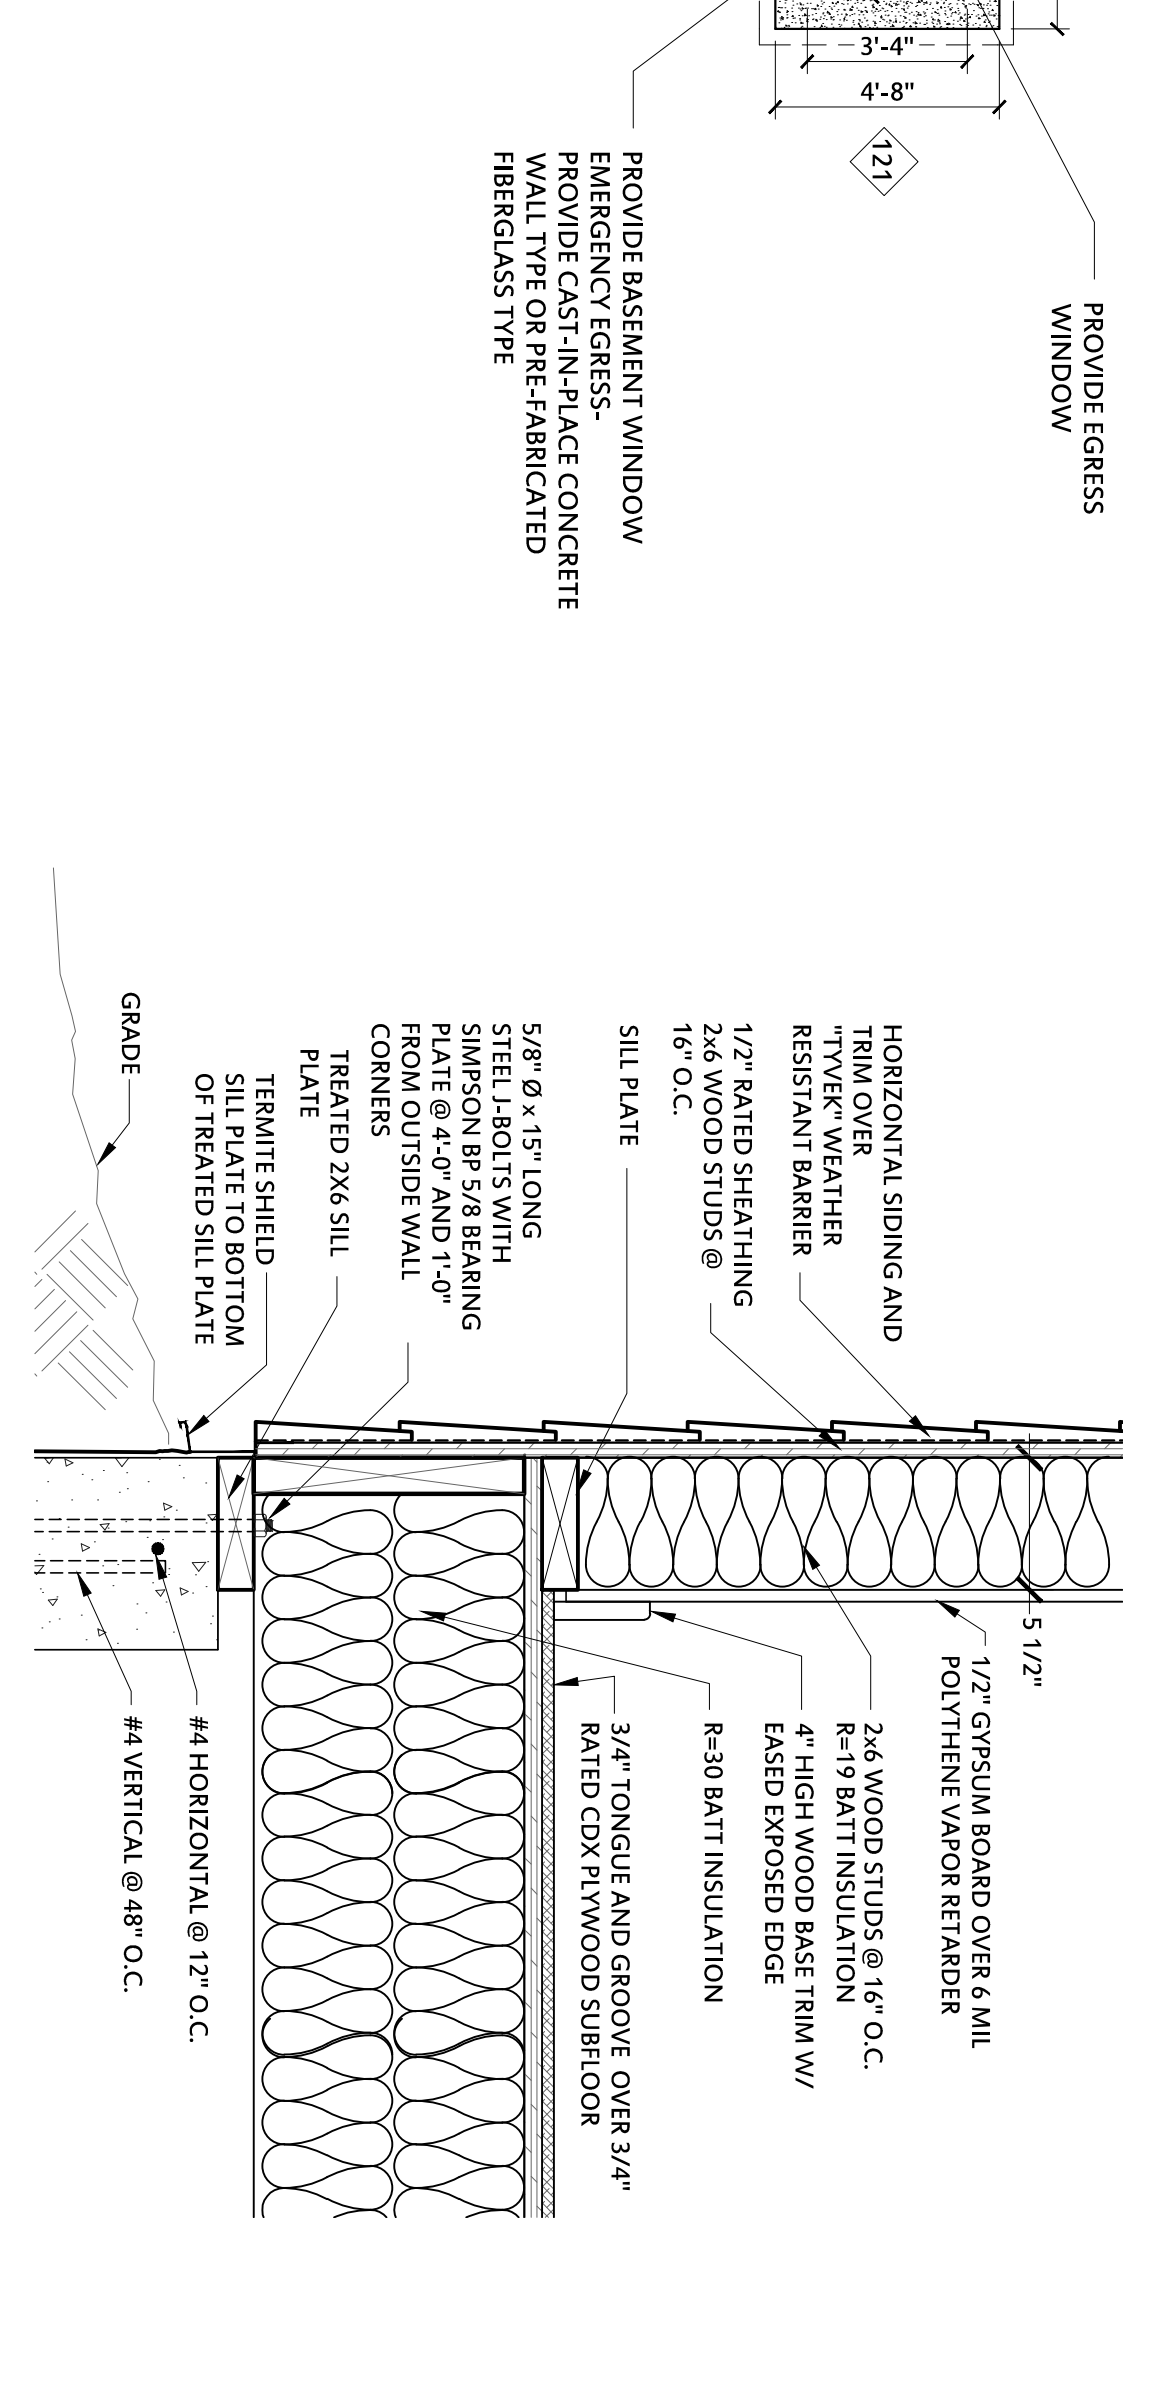 3'-4"
4'-8"
121
PROVIDE EGRESS
WINDOW
PROVIDE BASEMENT WINDOW
EMERGENCY EGRESS-
PROVIDE CAST-IN-PLACE CONCRETE
WALL TYPE OR PRE-FABRICATED
FIBERGLASS TYPE
HORIZONTAL SIDING AND
TRIM OVER
"TYVEK" WEATHER
RESISTANT BARRIER
1/2" RATED SHEATHING
2x6 WOOD STUDS @
16" O.C.
SILL PLATE
5/8" Ø x 15" LONG
STEEL J-BOLTS WITH
SIMPSON BP 5/8 BEARING
PLATE @ 4'-0" AND 1'-0"
FROM OUTSIDE WALL
CORNERS
TREATED 2X6 SILL
PLATE
TERMITE SHIELD
SILL PLATE TO BOTTOM
OF TREATED SILL PLATE
GRADE
5 1/2"
1/2" GYPSUM BOARD OVER 6 MIL
POLYTHENE VAPOR RETARDER
2x6 WOOD STUDS @ 16" O.C.
R=19 BATT INSULATION
4" HIGH WOOD BASE TRIM W/
EASED EXPOSED EDGE
R=30 BATT INSULATION
3/4" TONGUE AND GROOVE OVER 3/4"
RATED CDX PLYWOOD SUBFLOOR
#4 HORIZONTAL @ 12" O.C.
#4 VERTICAL @ 48" O.C.